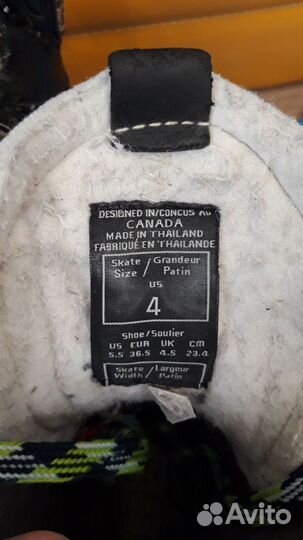 DESIGNED IN/CONCUS AU
CANADA
MADE IN THAILAND
FABRIQUÉ EN THAILANDE
Skate / Grandeur
Size / Patin
US
4
Shoe/Soulier
US EUR UK CM
5.5 36.5 4.5 23.4
Skate / Largeur
Width / Patin
Avito